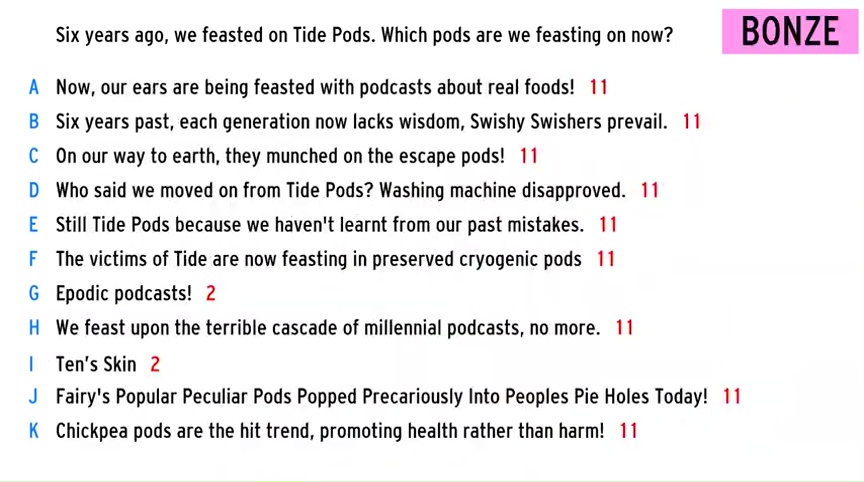 Six years ago, we feasted on Tide Pods. Which pods are we feasting on now?
BONZE
A Now, our ears are being feasted with podcasts about real foods! 11
B Six years past, each generation now lacks wisdom, Swishy Swishers prevail. 11
C On our way to earth, they munched on the escape pods! 11
D Who said we moved on from Tide Pods? Washing machine disapproved. 11
E Still Tide Pods because we haven't learnt from our past mistakes. 11
F The victims of Tide are now feasting in preserved cryogenic pods 11
G Epodic podcasts! 2
H We feast upon the terrible cascade of millennial podcasts, no more. 11
I Ten’s Skin 2
J Fairy's Popular Peculiar Pods Popped Precariously Into Peoples Pie Holes Today! 11
K Chickpea pods are the hit trend, promoting health rather than harm! 11